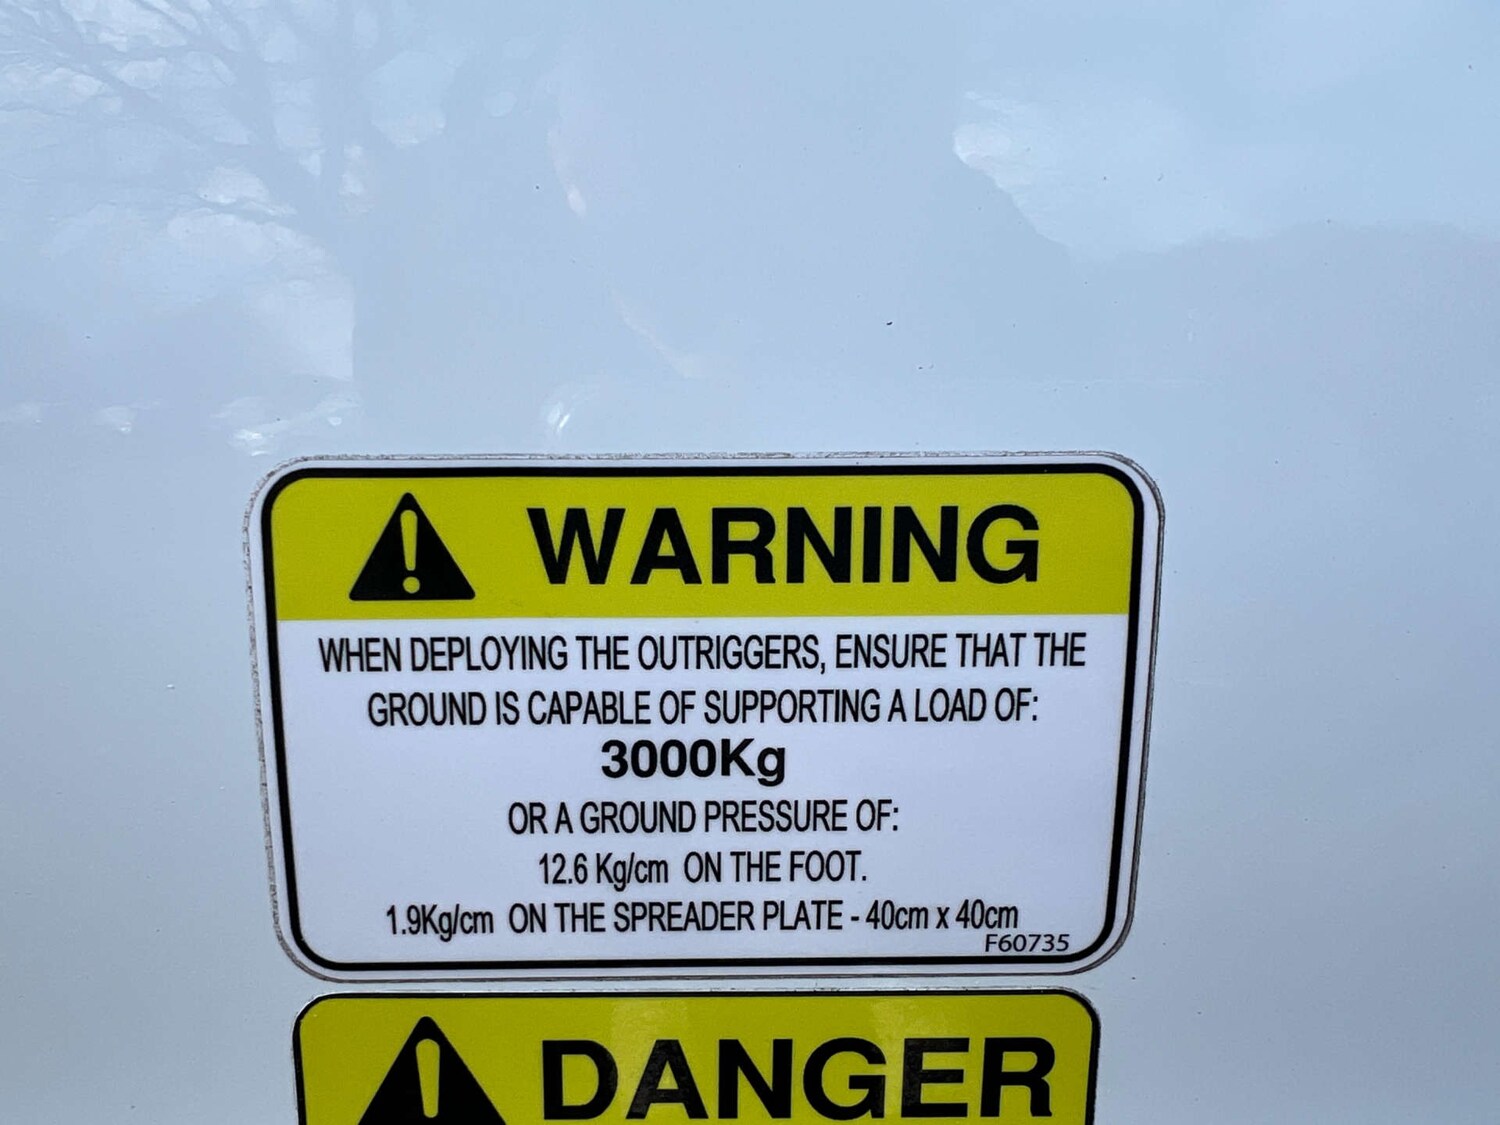 WARNING
WHEN DEPLOYING THE OUTRIGGERS, ENSURE THAT THE
GROUND IS CAPABLE OF SUPPORTING A LOAD OF:
3000Kg
OR A GROUND PRESSURE OF:
12.6 Kg/cm ON THE FOOT.
1.9Kg/cm ON THE SPREADER PLATE - 40cm x 40cm
F60735
DANGER